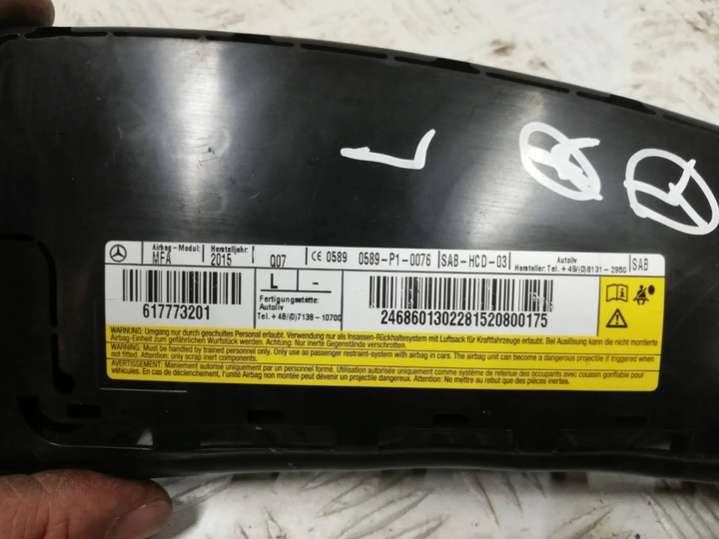 L
Airbag-Modul: Herstelljahr: Autoliv
MFA 2015 Q07 CE 0589 0589-P1-0076 SAB-HCD-03 Hersteller: Tel. +49/(0)8131-2950 SAB
L -
617773201
Fertigungsstätte:
Autoliv
Tel.+49/(0)7138-10700
2468601302281520800175
WARNUNG: Umgang nur durch geschultes Personal erlaubt. Verwendung nur als Insassen-Rückhaltesystem mit Luftsack für Kraftfahrzeuge erlaubt. Bei Auslösung kann die nicht montierte
Airbag-Einheit zum gefährlichen Wurfstück werden. Achtung: Nur innere Gegenstände verschrotten.
WARNING: Must be handled by trained personnel only. Only use as passenger restraint-system with airbag in cars. The airbag unit can become a dangerous projectile if triggered when
not fitted. Attention: only scrap inert devices.
AVERTISSEMENT: Maniement autorisé uniquement par un personnel formé. Utilisation autorisée uniquement comme système de retenue des occupants avec coussins gonflable pour
véhicules. En cas de déclenchement, l'unité Airbag non montée peut devenir un projectile dangereux. Attention: Ne mettre au rebut que des pièces inertes.